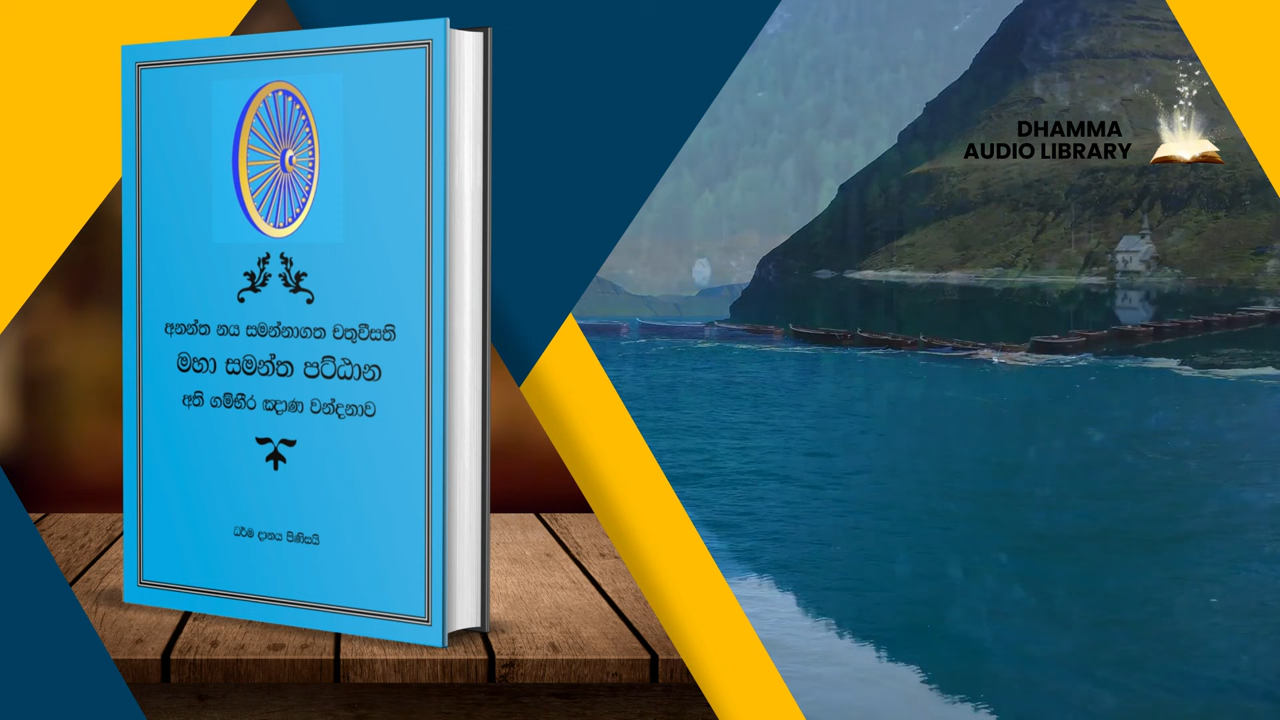 අනන්ත නය සමන්නාගත චතුවීසති
මහා සමන්ත පට්ඨාන
අති ගම්භීර ඤාණ වන්දනාව
ධර්ම දානය පිණිසයි
DHAMMA
AUDIO LIBRARY